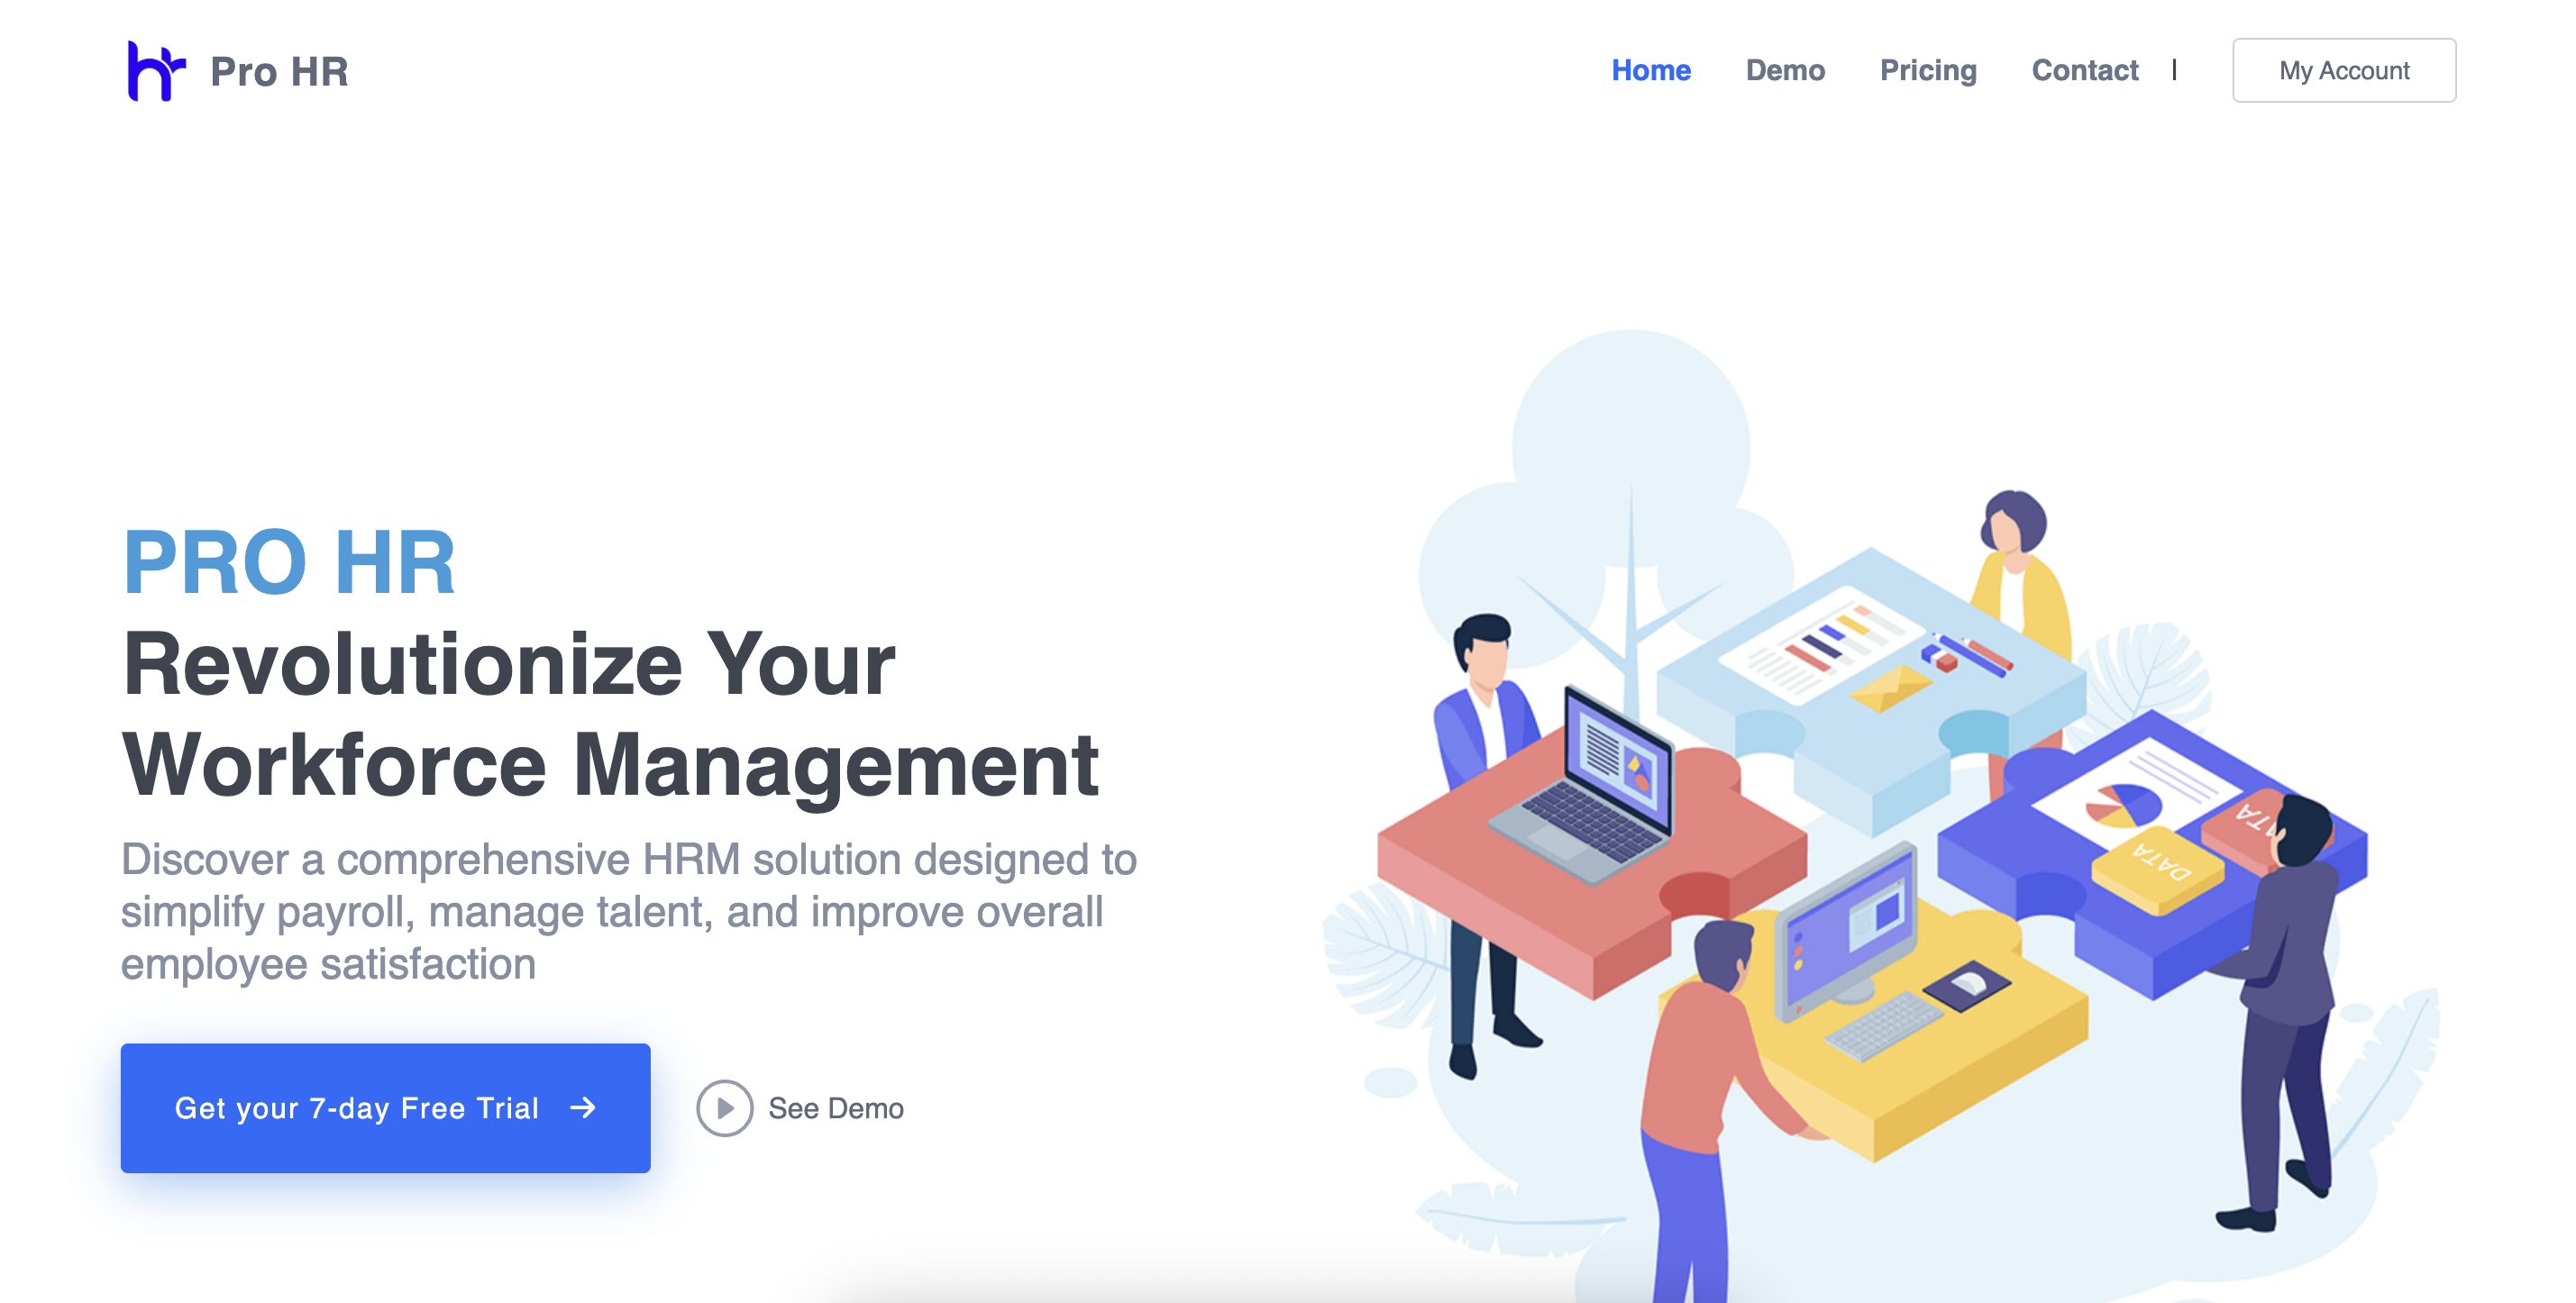 hr Pro HR
Home Demo Pricing Contact | My Account
PRO HR
Revolutionize Your
Workforce Management
Discover a comprehensive HRM solution designed to
simplify payroll, manage talent, and improve overall
employee satisfaction
Get your 7-day Free Trial →
See Demo
DATA
DATA